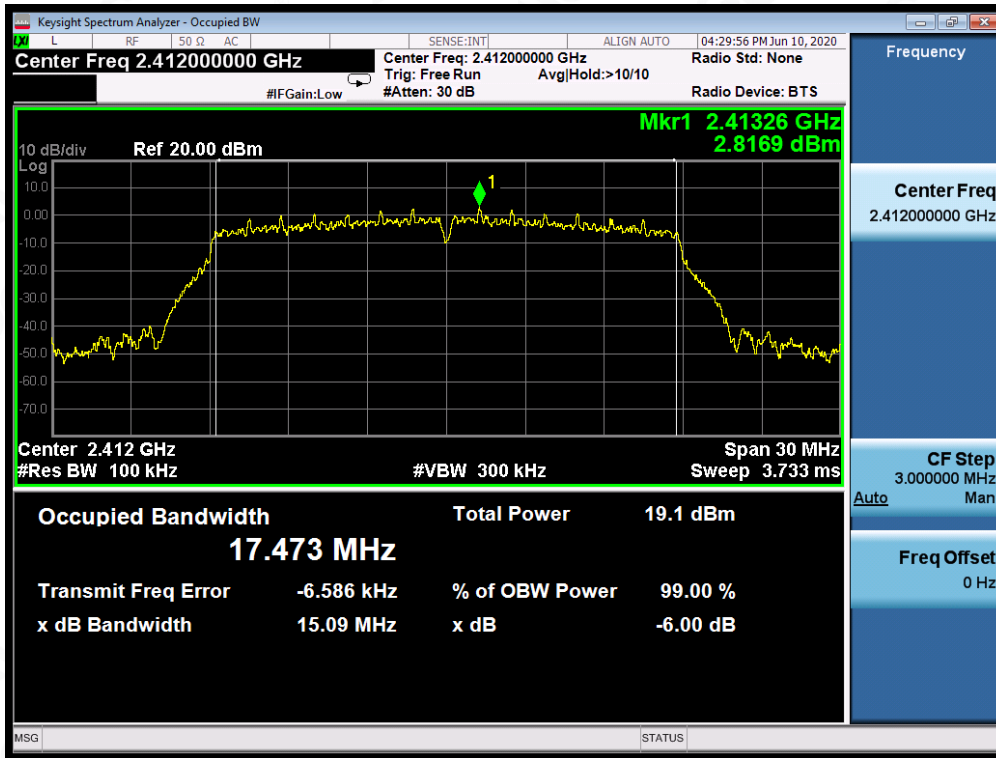 Keysight Spectrum Analyzer - Occupied BW
LXI L RF 50 Ω AC SENSE:INT ALIGN AUTO 04:29:56 PM Jun 10, 2020
Center Freq 2.412000000 GHz
#IFGain:Low
Center Freq: 2.412000000 GHz
Trig: Free Run Avg|Hold:>10/10
#Atten: 30 dB
Radio Std: None
Radio Device: BTS
Mkr1 2.41326 GHz
2.8169 dBm
10 dB/div Ref 20.00 dBm
Log
10.0
0.00
-10.0
-20.0
-30.0
-40.0
-50.0
-60.0
-70.0
1
Center 2.412 GHz Span 30 MHz
#Res BW 100 kHz #VBW 300 kHz Sweep 3.733 ms
Occupied Bandwidth Total Power 19.1 dBm
17.473 MHz
Transmit Freq Error -6.586 kHz % of OBW Power 99.00 %
x dB Bandwidth 15.09 MHz x dB -6.00 dB
Frequency
Center Freq
2.412000000 GHz
CF Step
3.000000 MHz
Auto Man
Freq Offset
0 Hz
MSG STATUS